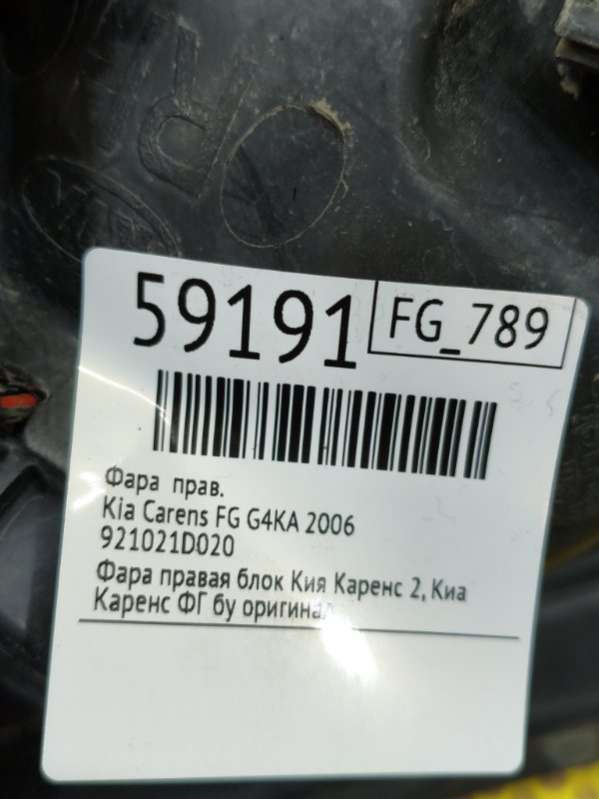 KIA
59191
FG_789
Фара прав.
Kia Carens FG G4KA 2006
921021D020
Фара правая блок Кия Каренс 2, Киа
Каренс ФГ бу оригинал